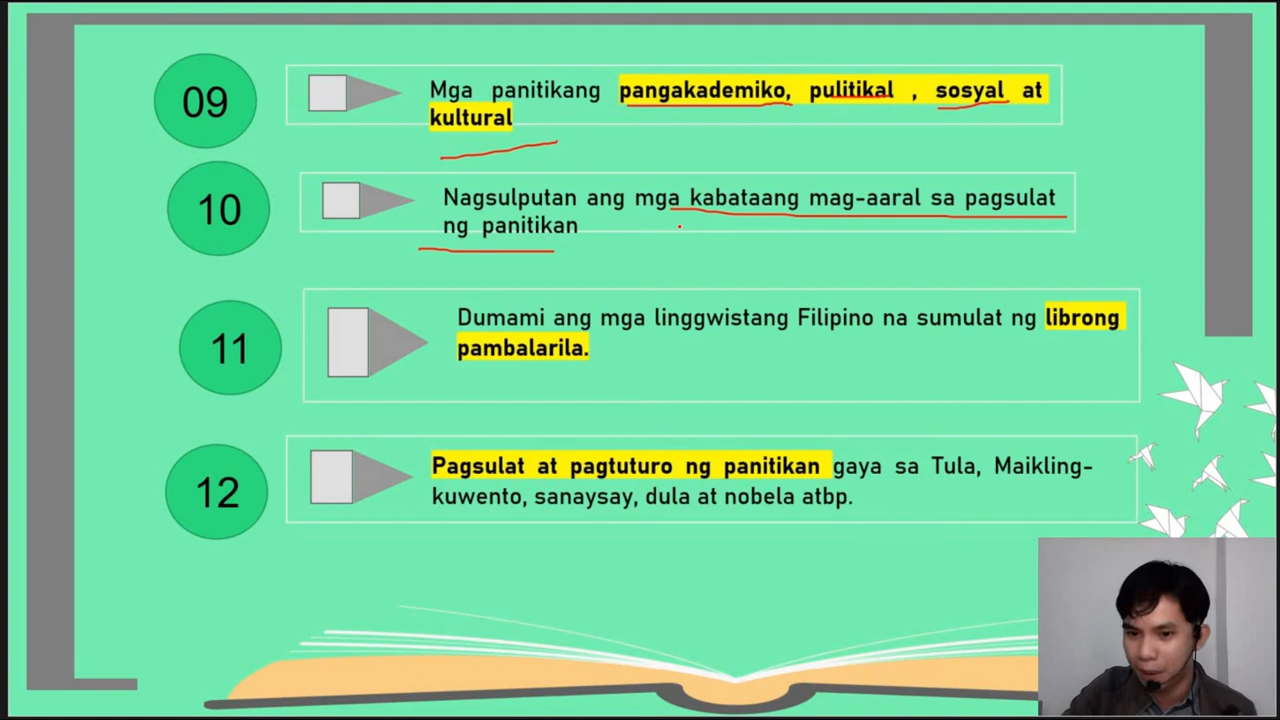 09
Mga panitikang pangakademiko, pulitikal , sosyal at
kultural
10
Nagsulputan ang mga kabataang mag-aaral sa pagsulat
ng panitikan
11
Dumami ang mga linggwistang Filipino na sumulat ng librong
pambalarila.
12
Pagsulat at pagtuturo ng panitikan gaya sa Tula, Maikling-
kuwento, sanaysay, dula at nobela atbp.